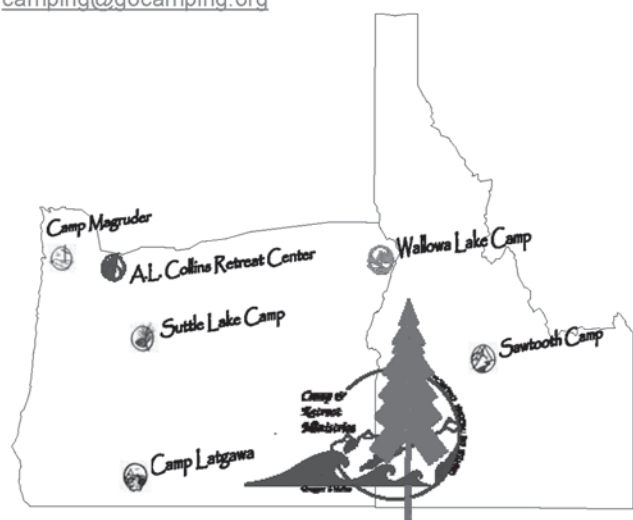 camping@gocamping.org
Camp Magruder
A.L. Collins Retreat Center
Wallowa Lake Camp
Suttle Lake Camp
Sawtooth Camp
Camp &
Retreat
Ministries
Camp Latgawa